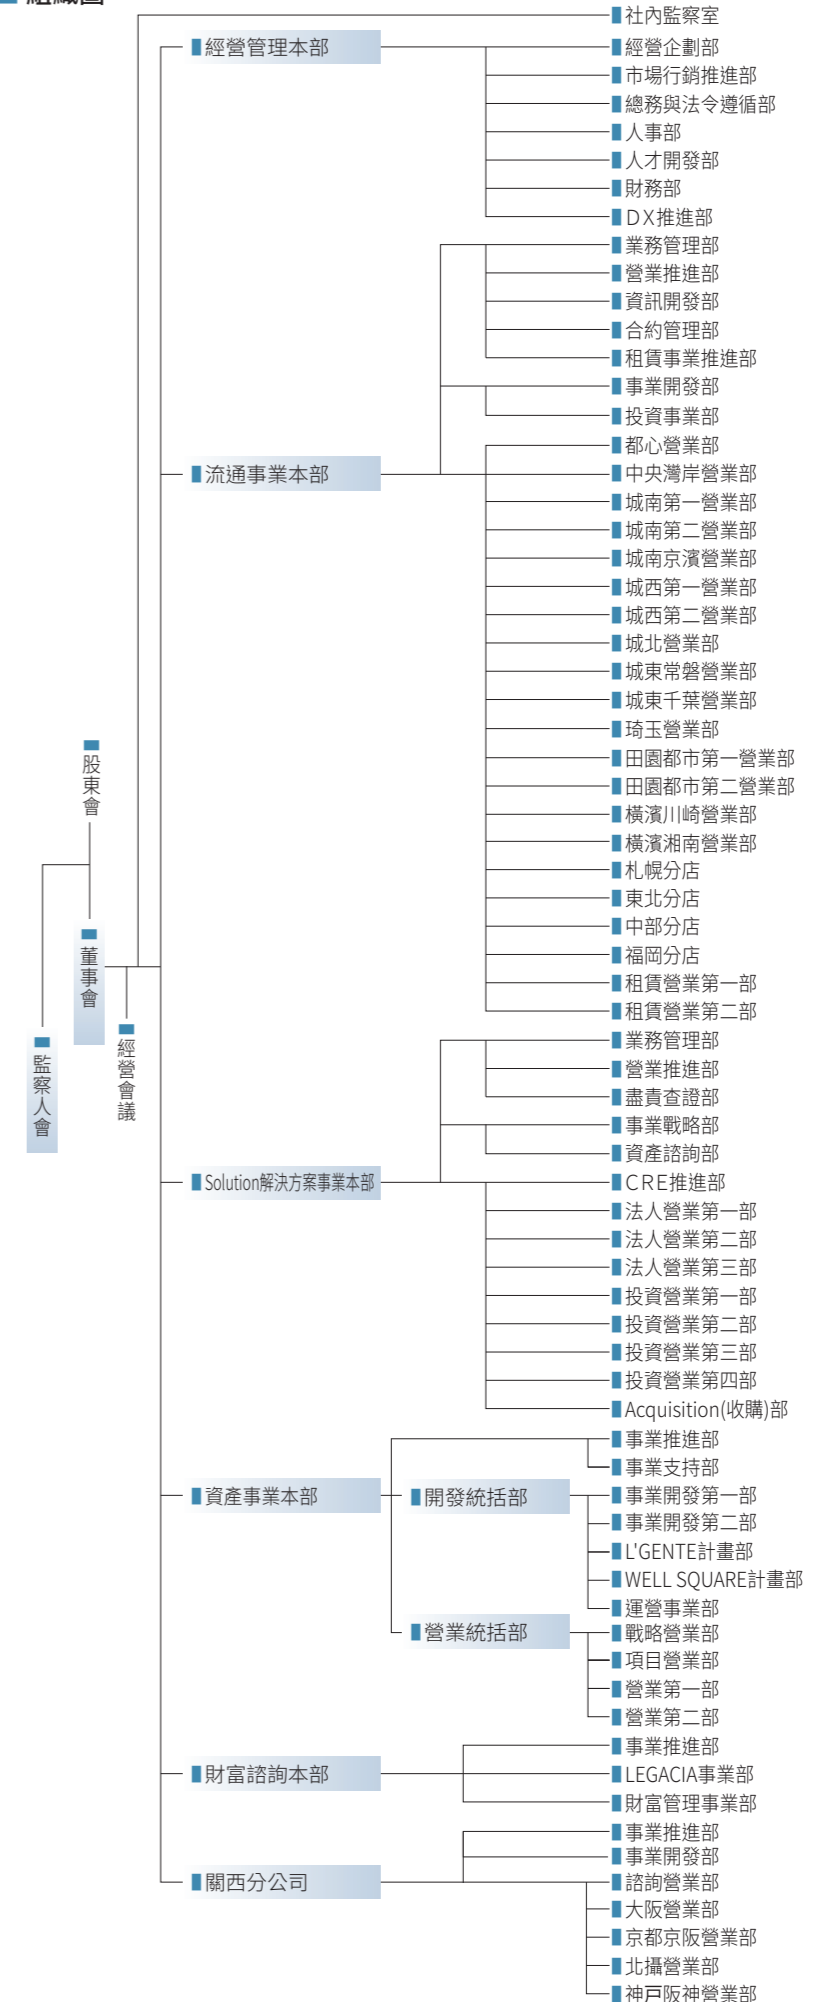 組織圖
社內監察室
經營管理本部
經營企劃部
市場行銷推進部
總務與法令遵循部
人事部
人才開發部
財務部
DX推進部
業務管理部
營業推進部
資訊開發部
合約管理部
租賃事業推進部
事業開發部
投資事業部
流通事業本部
都心營業部
中央灣岸營業部
城南第一營業部
城南第二營業部
城南京濱營業部
城西第一營業部
城西第二營業部
城北營業部
城東常磐營業部
城東千葉營業部
琦玉營業部
田園都市第一營業部
田園都市第二營業部
橫濱川崎營業部
橫濱湘南營業部
札幌分店
東北分店
中部分店
福岡分店
租賃營業第一部
租賃營業第二部
股東會
董事會
監察人會
經營會議
業務管理部
營業推進部
盡責查證部
事業戰略部
資產諮詢部
Solution解決方案事業本部
CRE推進部
法人營業第一部
法人營業第二部
法人營業第三部
投資營業第一部
投資營業第二部
投資營業第三部
投資營業第四部
Acquisition(收購)部
事業推進部
事業支持部
資產事業本部
開發統括部
事業開發第一部
事業開發第二部
L'GENTE計畫部
WELL SQUARE計畫部
運營事業部
營業統括部
戰略營業部
項目營業部
營業第一部
營業第二部
事業推進部
財富諮詢本部
LEGACIA事業部
財富管理事業部
事業推進部
事業開發部
關西分公司
諮詢營業部
大阪營業部
京都京阪營業部
北攝營業部
神戸阪神營業部